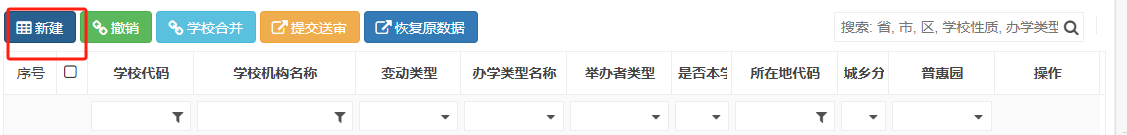 新建 撤销 学校合并 提交送审 恢复原数据 搜索: 省, 市, 区, 学校性质, 办学类型
序号 学校代码 学校机构名称 变动类型 办学类型名称 举办者类型 是否本学 所在地代码 城乡分 普惠园 操作